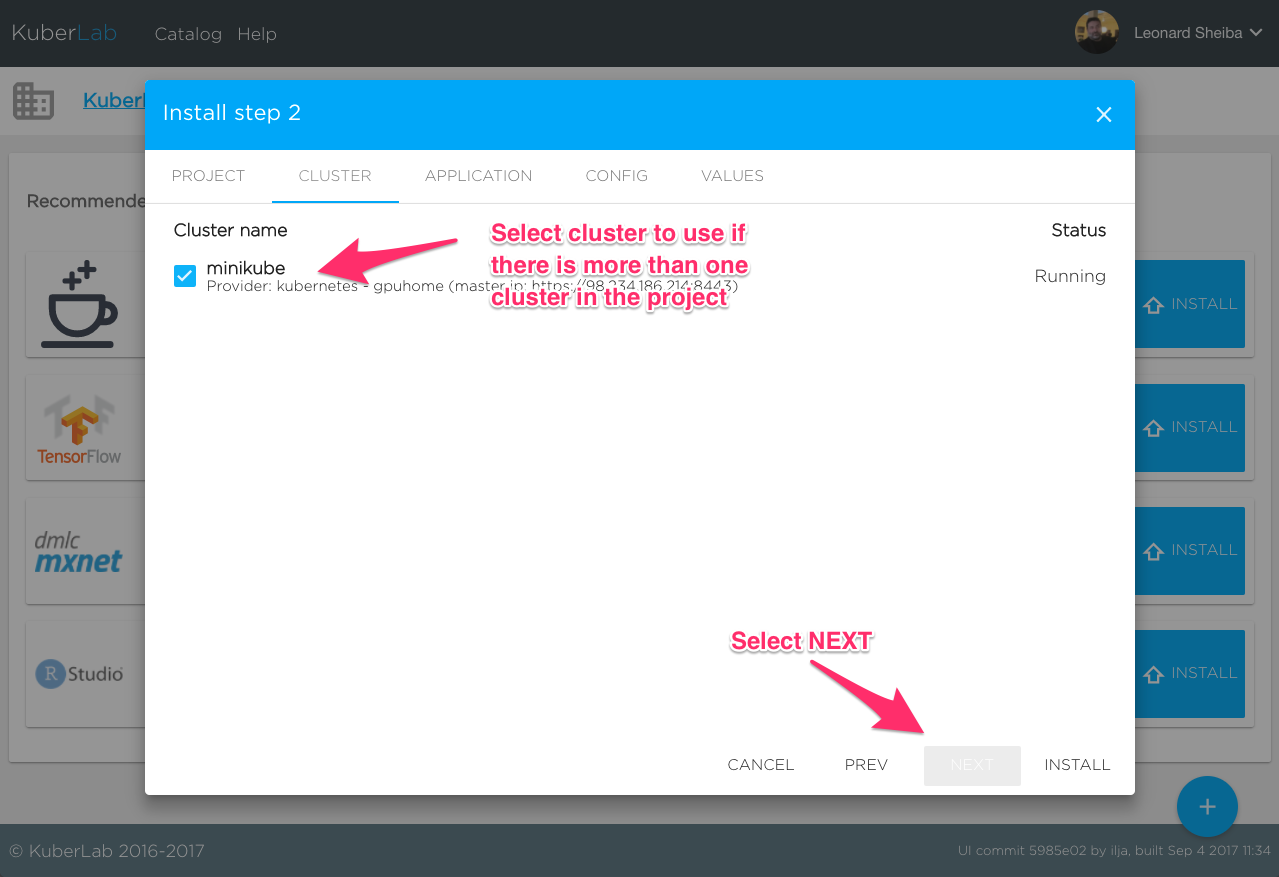 KuberLab Catalog Help Leonard Sheiba
Kuberl
Install step 2
PROJECT CLUSTER APPLICATION CONFIG VALUES
Recommende
Cluster name Status
Select cluster to use if
there is more than one
cluster in the project
minikube Running
Provider: kubernetes - gpuhome (master ip: https://98.234.186.214:8443)
INSTALL
TensorFlow
INSTALL
dmlc
mxnet
INSTALL
R Studio
INSTALL
Select NEXT
CANCEL PREV NEXT INSTALL
+
© KuberLab 2016-2017 UI commit 5985e02 by ilja, built Sep 4 2017 11:34